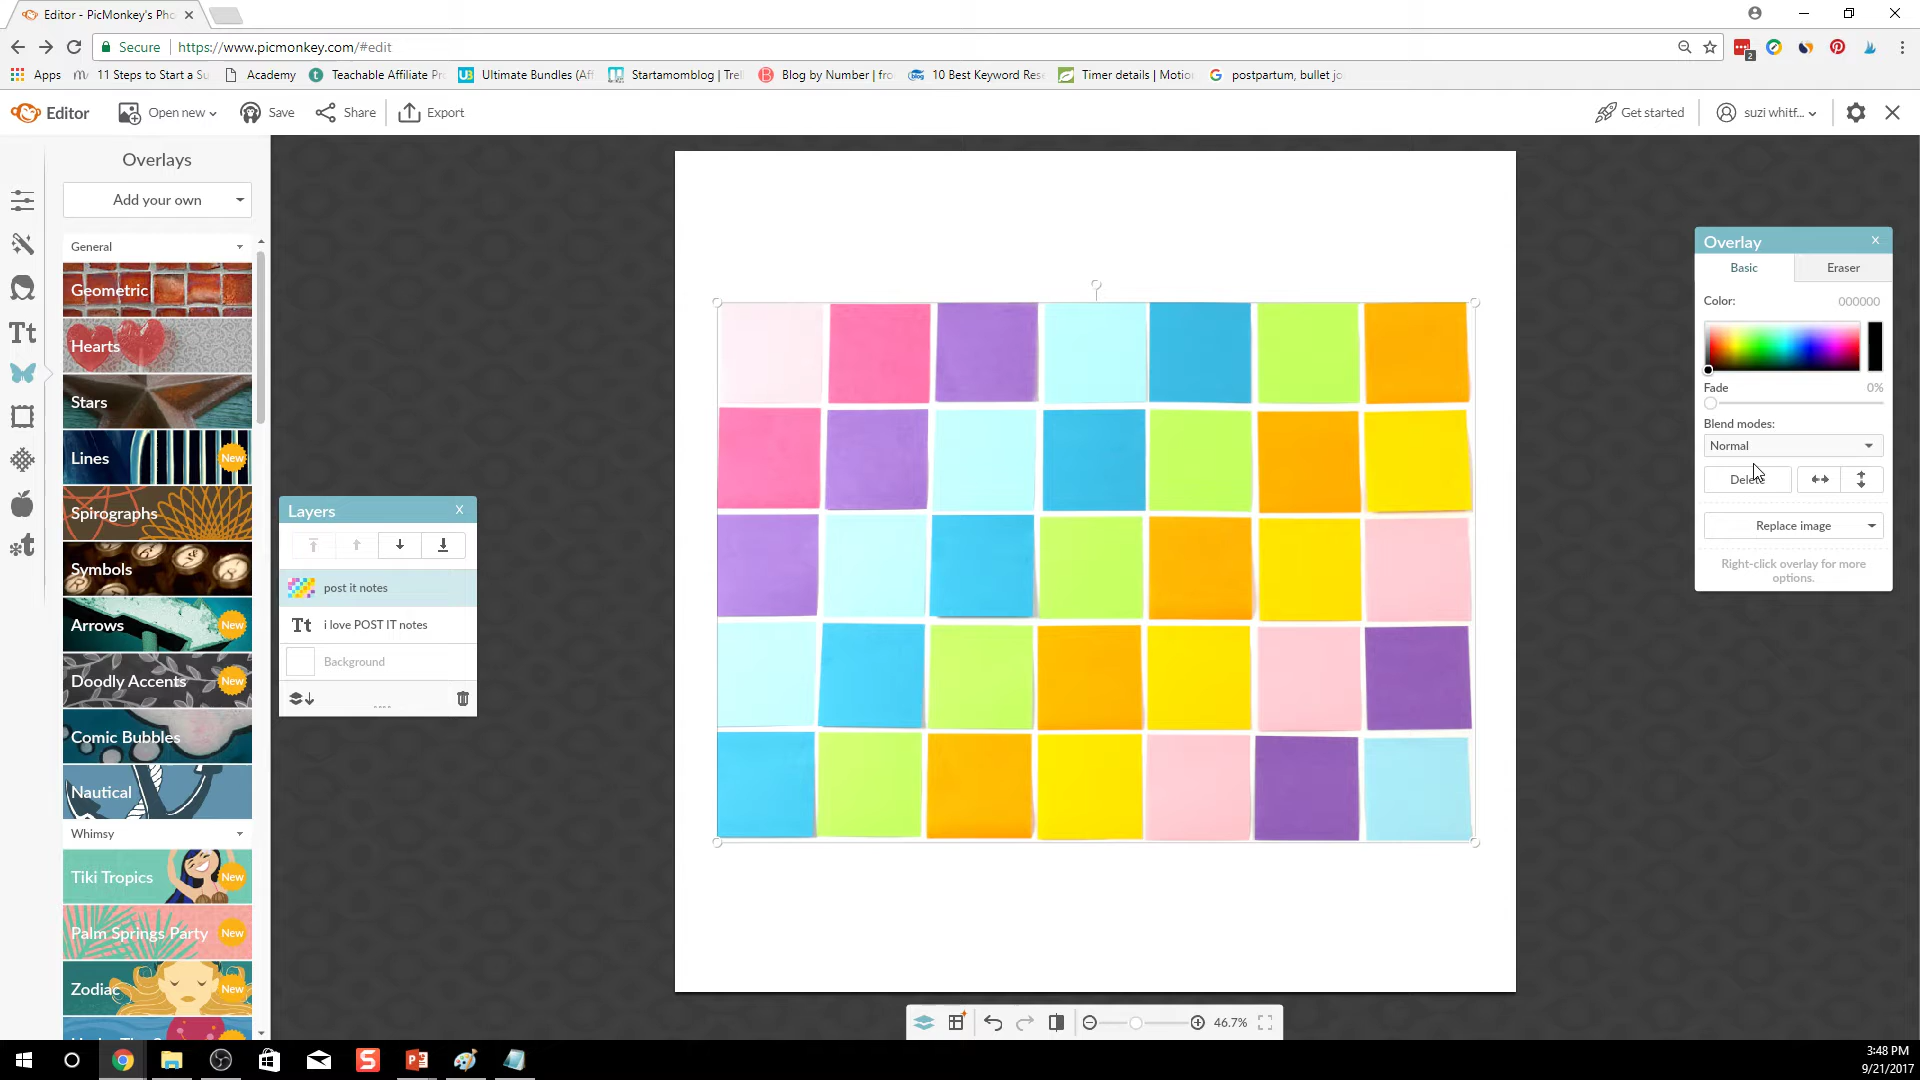 Editor - PicMonkey's Pho
Secure
https://www.picmonkey.com/#edit
2
Apps
11 Steps to Start a Su
Academy
Teachable Affiliate Pr
Ultimate Bundles (Aff
Startamomblog | Trel
Blog by Number | fro
10 Best Keyword Rese
Timer details | Motio
postpartum, bullet jo
Editor
Open new
Save
Share
Export
Get started
suzi whitf...
Overlays
Add your own
General
Geometric
Hearts
Stars
Lines
New
Spirographs
Symbols
Arrows
New
Doodly Accents
New
Comic Bubbles
Nautical
Whimsy
Tiki Tropics
New
Palm Springs Party
New
Zodiac
New
Layers
X
post it notes
Tt i love POST IT notes
Background
Overlay
X
Basic
Eraser
Color:
000000
Fade
0%
Blend modes:
Normal
Delete
Replace image
Right-click overlay for more
options.
46.7%
3:48 PM
9/21/2017